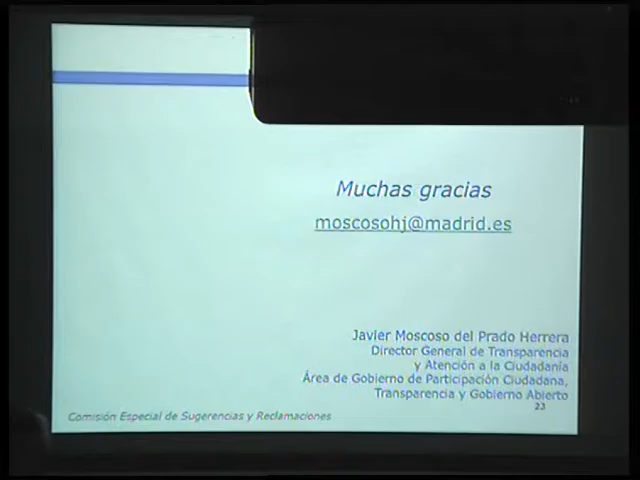 Muchas gracias
moscosohj@madrid.es
Javier Moscoso del Prado Herrera
Director General de Transparencia
y Atención a la Ciudadanía
Área de Gobierno de Participación Ciudadana,
Transparencia y Gobierno Abierto
23
Comisión Especial de Sugerencias y Reclamaciones